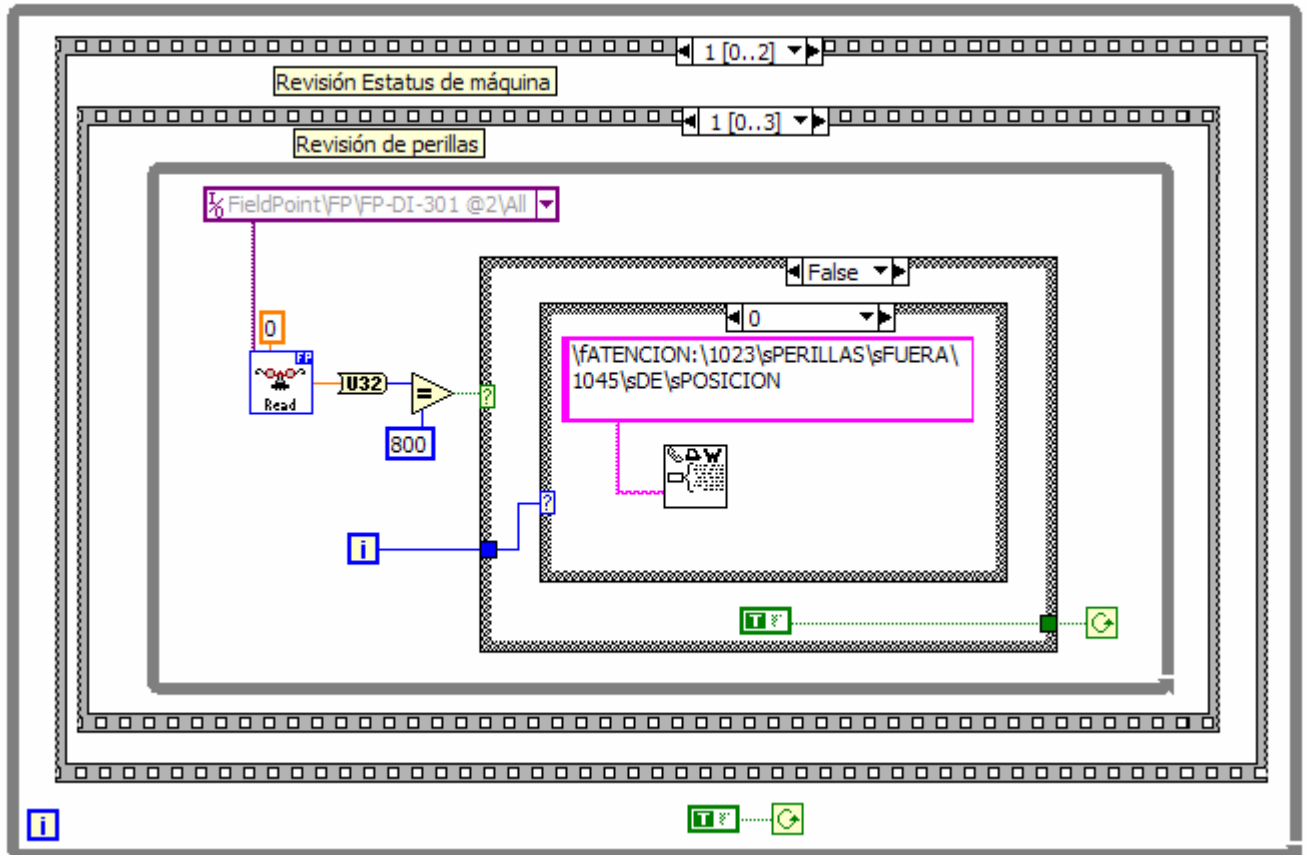 1 [0..2]
Revisión Estatus de máquina
1 [0..3]
Revisión de perillas
I/O FieldPoint\FP\FP-DI-301 @2\All
False
0
\fATENCION:\1023\sPERILLAS\sFUERA\
1045\sDE\sPOSICION
0
FP
Read
U32
=
?
800
?
i
T F
i
T F